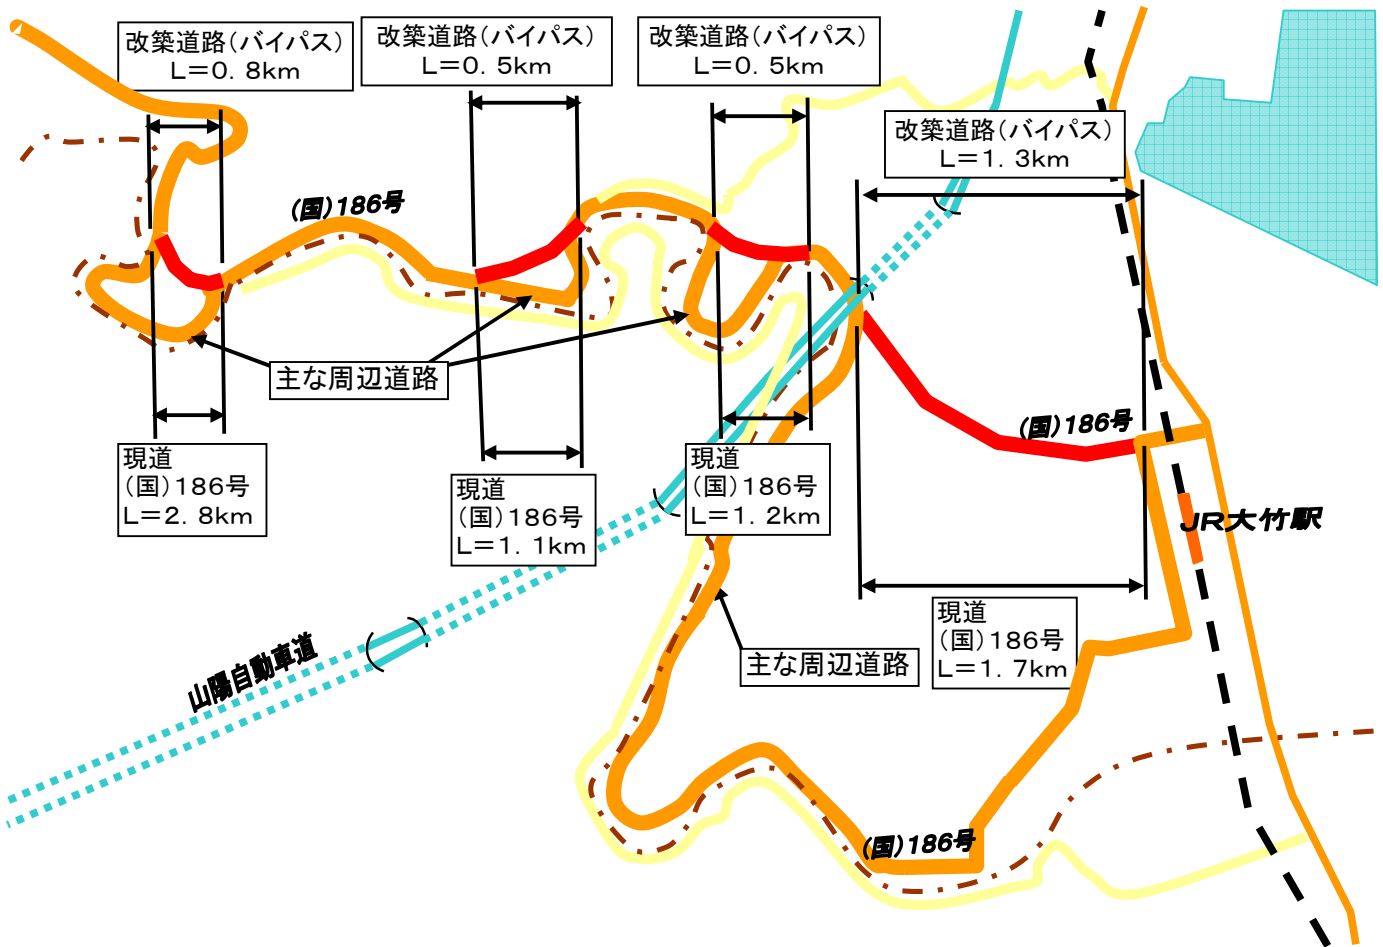 改築道路(バイパス)
L=0.8km
改築道路(バイパス)
L=0.5km
改築道路(バイパス)
L=0.5km
改築道路(バイパス)
L=1.3km
(国)186号
主な周辺道路
(国)186号
現道
(国)186号
L=2.8km
現道
(国)186号
L=1.1km
現道
(国)186号
L=1.2km
JR大竹駅
現道
(国)186号
L=1.7km
山陽自動車道
主な周辺道路
(国)186号